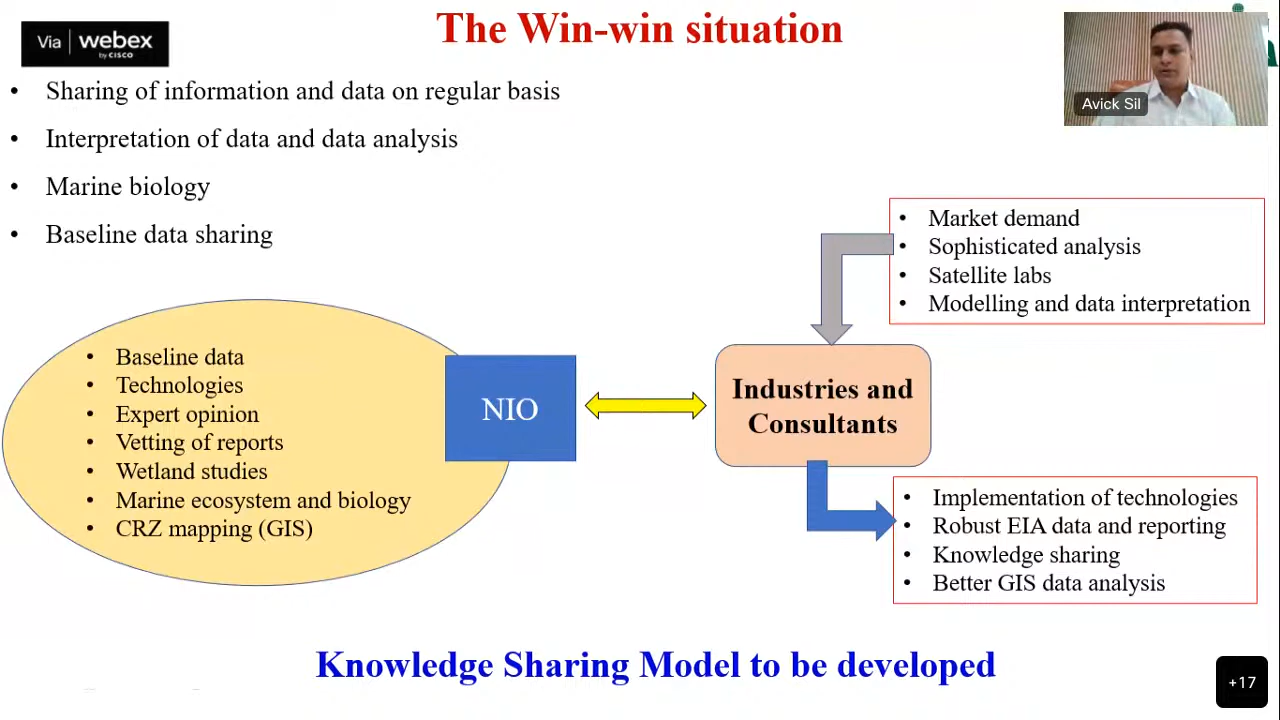 The Win-win situation
Via webex
by CISCO
Avick Sil
• Sharing of information and data on regular basis
• Interpretation of data and data analysis
• Marine biology
• Baseline data sharing
• Market demand
• Sophisticated analysis
• Satellite labs
• Modelling and data interpretation
• Baseline data
• Technologies
• Expert opinion
• Vetting of reports
• Wetland studies
• Marine ecosystem and biology
• CRZ mapping (GIS)
NIO
Industries and
Consultants
• Implementation of technologies
• Robust EIA data and reporting
• Knowledge sharing
• Better GIS data analysis
Knowledge Sharing Model to be developed
+17